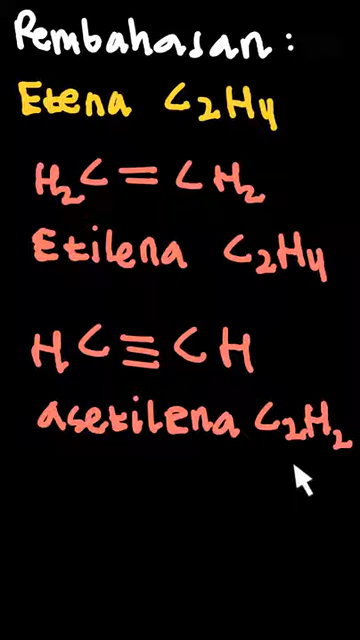 Pembahasan:
Etena C₂H₄
H₂C=CH₂
Etilena C₂H₄
HC≡CH
asetilena C₂H₂